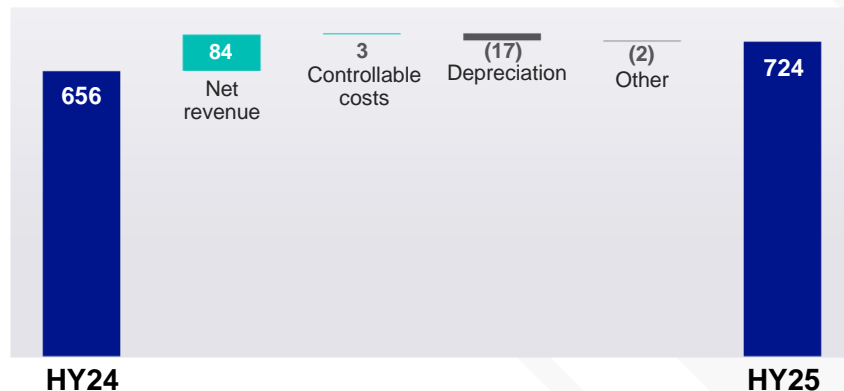 656
84
Net
revenue
3
Controllable
costs
(17)
Depreciation
(2)
Other
724
HY24
HY25